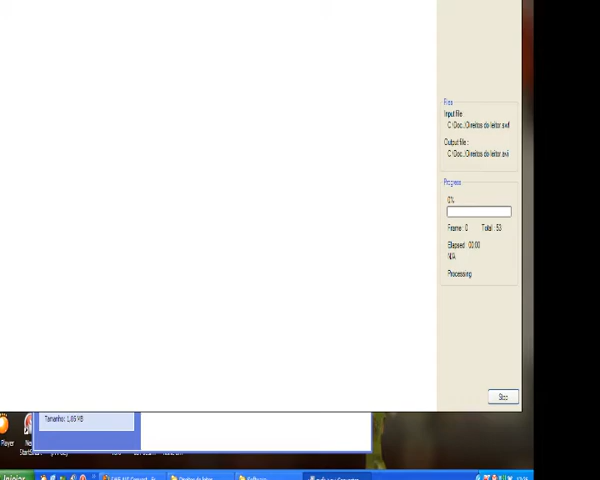 Files
Input file:
C:\Doc...\Direitos do leitor.swf
Output file :
C:\Doc...\Direitos do leitor.avi
Progress
0%
Frame: 0 Total: 53
Elapsed 00:00
N/A
Processing
Stop
Tamanho: 1,85 MB
Player
Iniciar